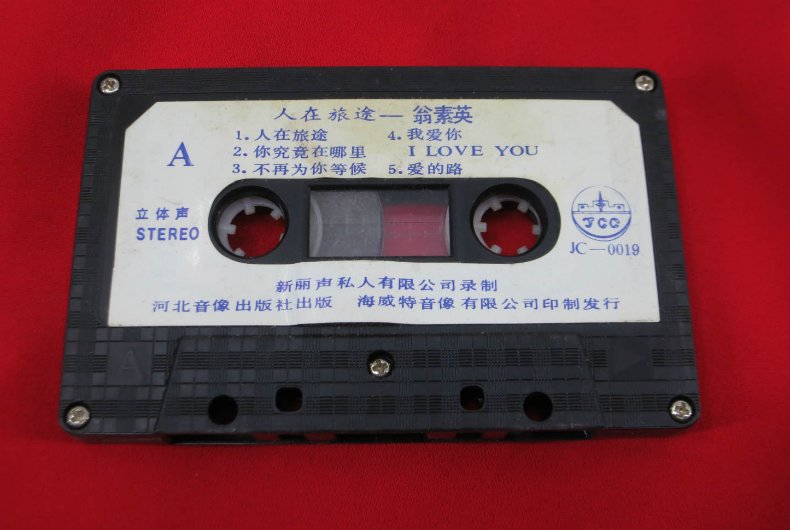 人在旅途—翁素英
A
1. 人在旅途
2. 你究竟在哪里
3. 不再为你等候
4. 我爱你
I LOVE YOU
5. 爱的路
立体声
STEREO
JCC
JC—0019
新丽声私人有限公司录制
河北音像出版社出版 海威特音像有限公司印制发行
A